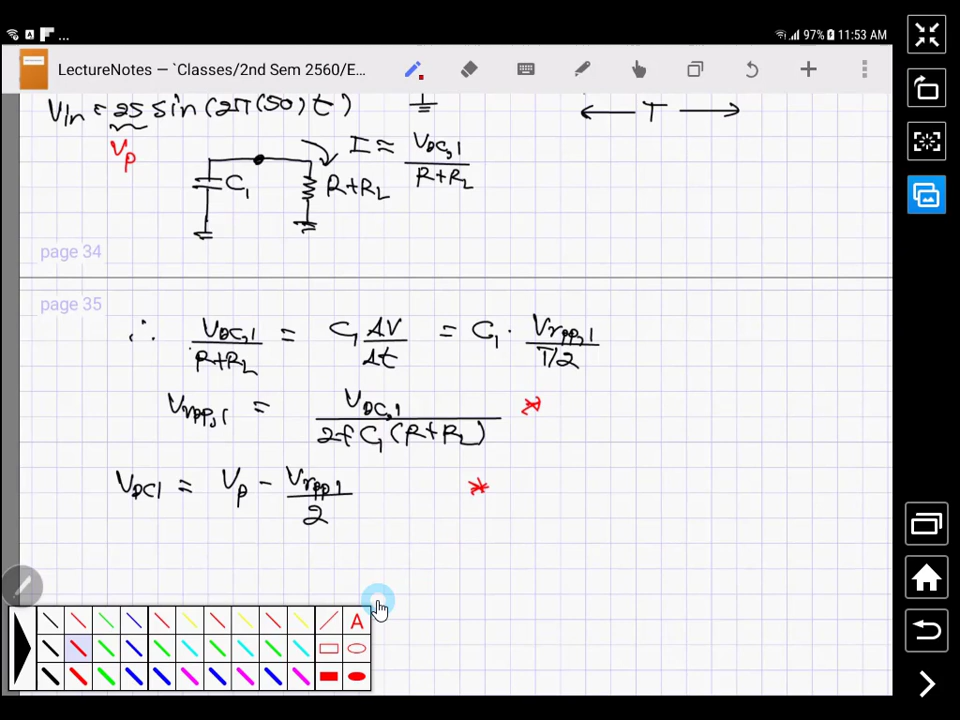 A ... 97% 11:53 AM
LectureNotes — `Classes/2nd Sem 2560/E...
Vin = 25 sin (2π(50) t)
← T →
Vp
C1
R+RL
I ≈ VDC,1 / R+RL
page 34
page 35
∴ VDC,1 / R+RL = C1 ΔV / Δt = C1 · Vrpp,1 / T/2
Vrpp,1 = VDC,1 / 2fC1(R+RL) *
VDC1 = Vp - Vrpp1 / 2 *
A